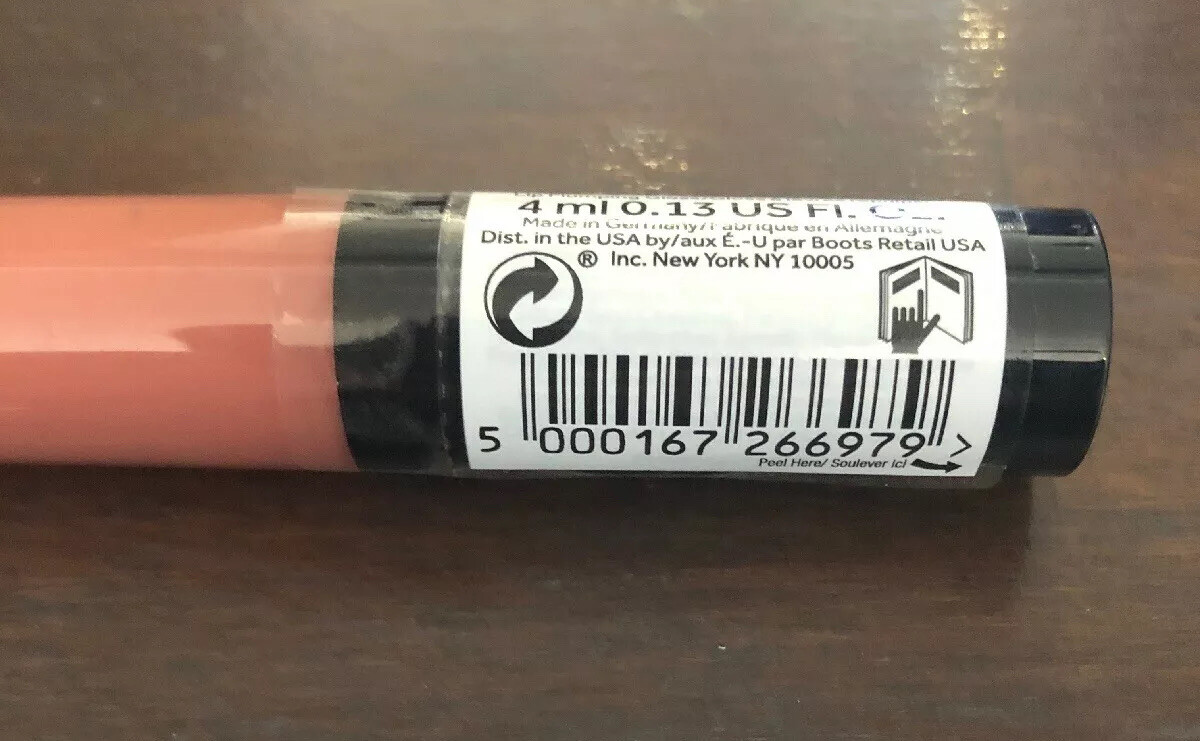 4 ml 0.13 US Fl.
Made in Germany/Fabrique en Allemagne
Dist. in the USA by/aux É.-U par Boots Retail USA
® Inc. New York NY 10005
5 000167 266979 >
Peel Here/ Soulever ici